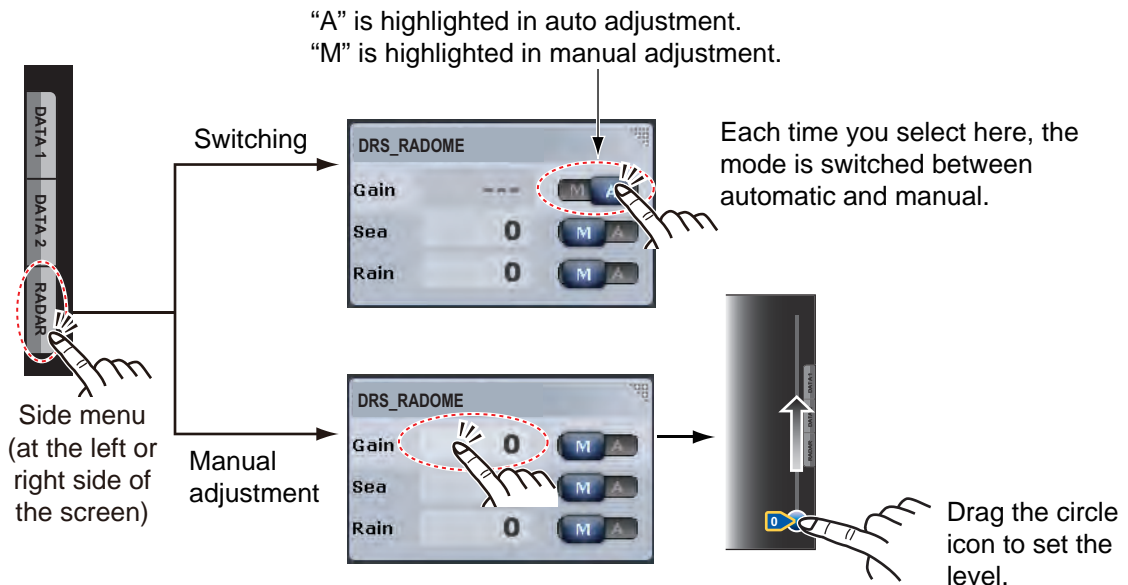 “A” is highlighted in auto adjustment.
“M” is highlighted in manual adjustment.
DATA 1
DATA 2
RADAR
Side menu
(at the left or
right side of
the screen)
Switching
DRS_RADOME
Gain --- M A
Sea 0 M A
Rain 0 M A
Each time you select here, the
mode is switched between
automatic and manual.
Manual
adjustment
DRS_RADOME
Gain 0 M A
Sea M A
Rain 0 M A
DATA1
RADAR
0
Drag the circle
icon to set the
level.